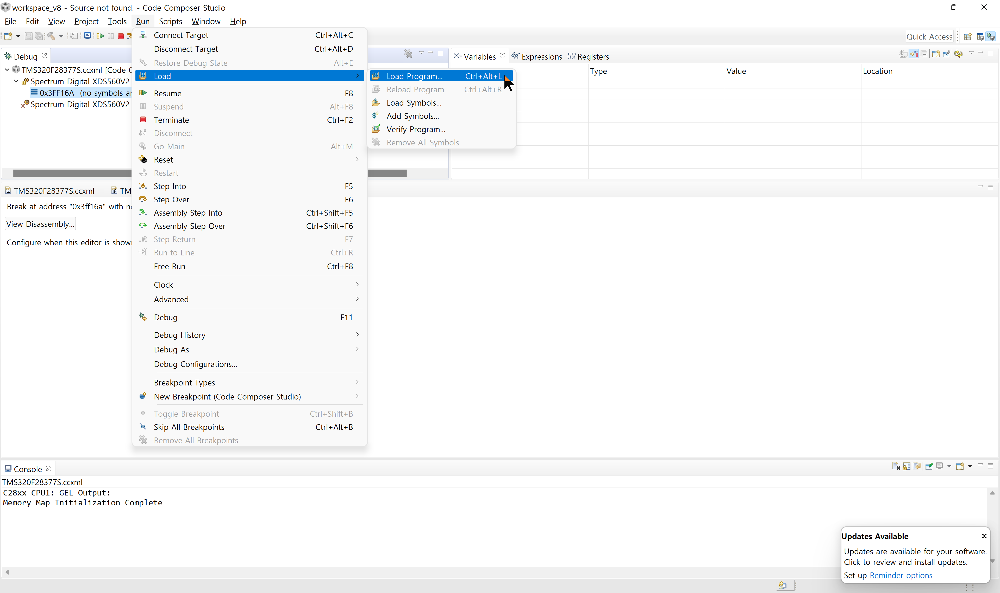 workspace_v8 - Source not found. - Code Composer Studio
File Edit View Project Tools Run Scripts Window Help
Quick Access
Debug
TMS320F28377S.ccxml [Code
Spectrum Digital XDS560V2
0x3FF16A (no symbols
Spectrum Digital XDS560V2
Connect Target Ctrl+Alt+C
Disconnect Target Ctrl+Alt+D
Restore Debug State Alt+E
Load
Resume F8
Suspend Alt+F8
Terminate Ctrl+F2
Disconnect
Go Main Alt+M
Reset
Restart
Step Into F5
Step Over F6
Assembly Step Into Ctrl+Shift+F5
Assembly Step Over Ctrl+Shift+F6
Step Return F7
Run to Line Ctrl+R
Free Run Ctrl+F8
Clock
Advanced
Debug F11
Debug History
Debug As
Debug Configurations...
Breakpoint Types
New Breakpoint (Code Composer Studio)
Toggle Breakpoint Ctrl+Shift+B
Skip All Breakpoints Ctrl+Alt+B
Remove All Breakpoints
Load Program... Ctrl+Alt+L
Reload Program Ctrl+Alt+R
Load Symbols...
Add Symbols...
Verify Program...
Remove All Symbols
(x)= Variables Expressions 1010 0101 Registers
Type Value Location
TMS320F28377S.ccxml TM
Break at address "0x3ff16a" with
View Disassembly...
Configure when this editor is show
Console
TMS320F28377S.ccxml
C28xx_CPU1: GEL Output:
Memory Map Initialization Complete
Updates Available x
Updates are available for your software.
Click to review and install updates.
Set up Reminder options